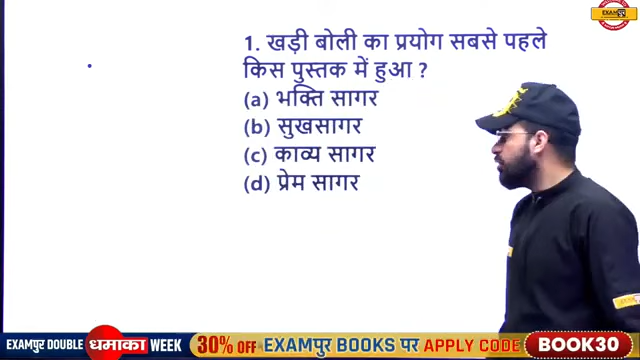 1. खड़ी बोली का प्रयोग सबसे पहले
किस पुस्तक में हुआ ?
(a) भक्ति सागर
(b) सुखसागर
(c) काव्य सागर
(d) प्रेम सागर
EXAMपुर DOUBLE धमाका WEEK 30% OFF EXAMपुर BOOKS पर APPLY CODE BOOK30